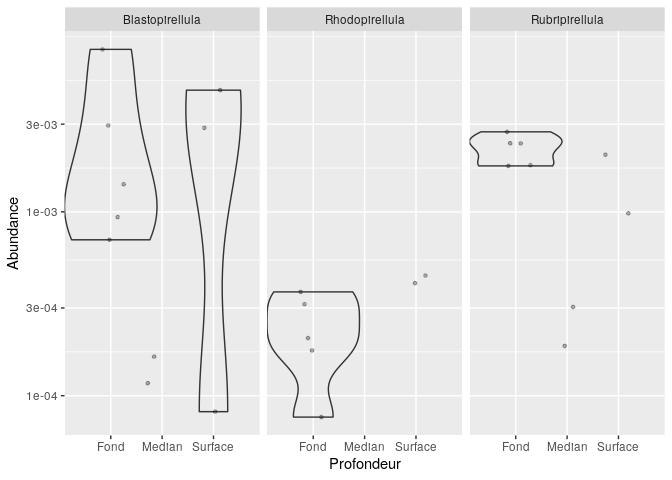 Blastopirellula Rhodopirellula Rubripirellula
Abundance
3e-03
1e-03
3e-04
1e-04
Fond Median Surface Fond Median Surface Fond Median Surface
Profondeur